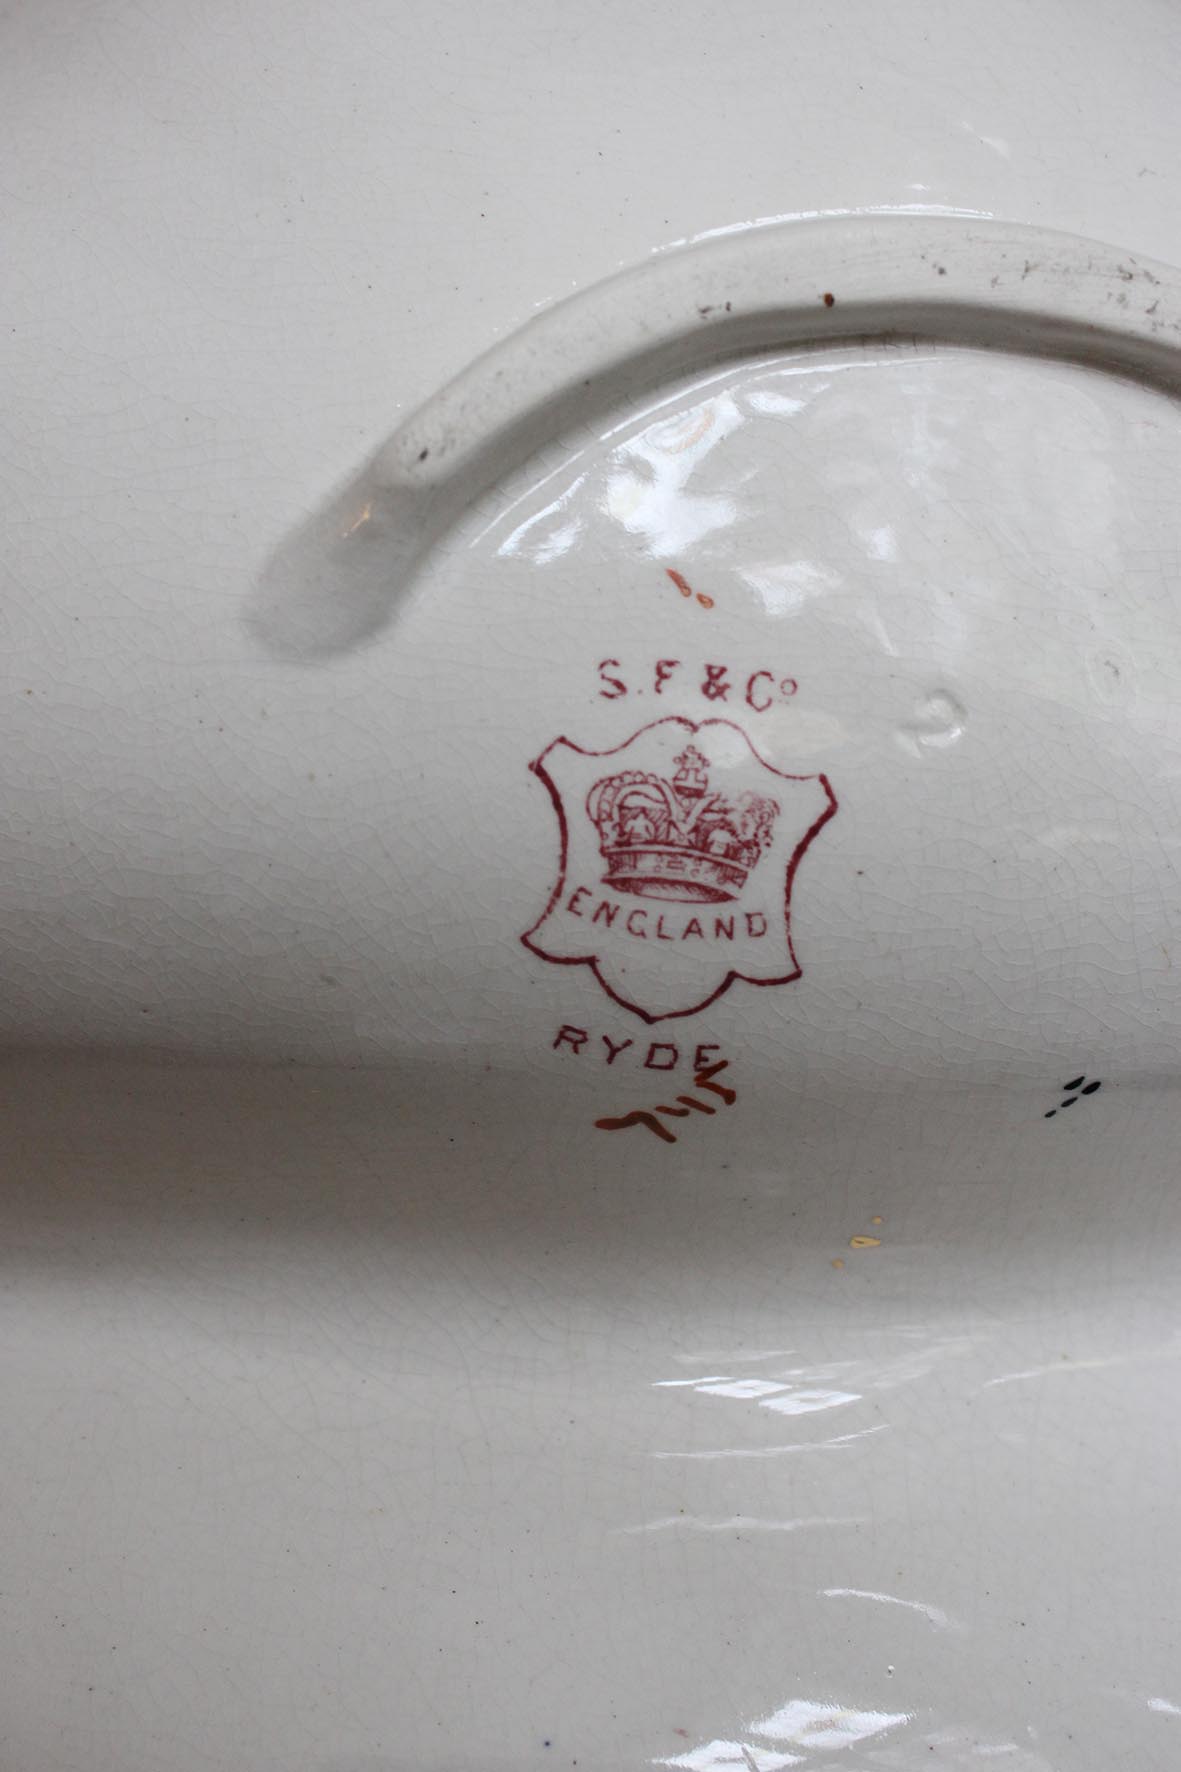 S. F & Co
ENGLAND
RYDE